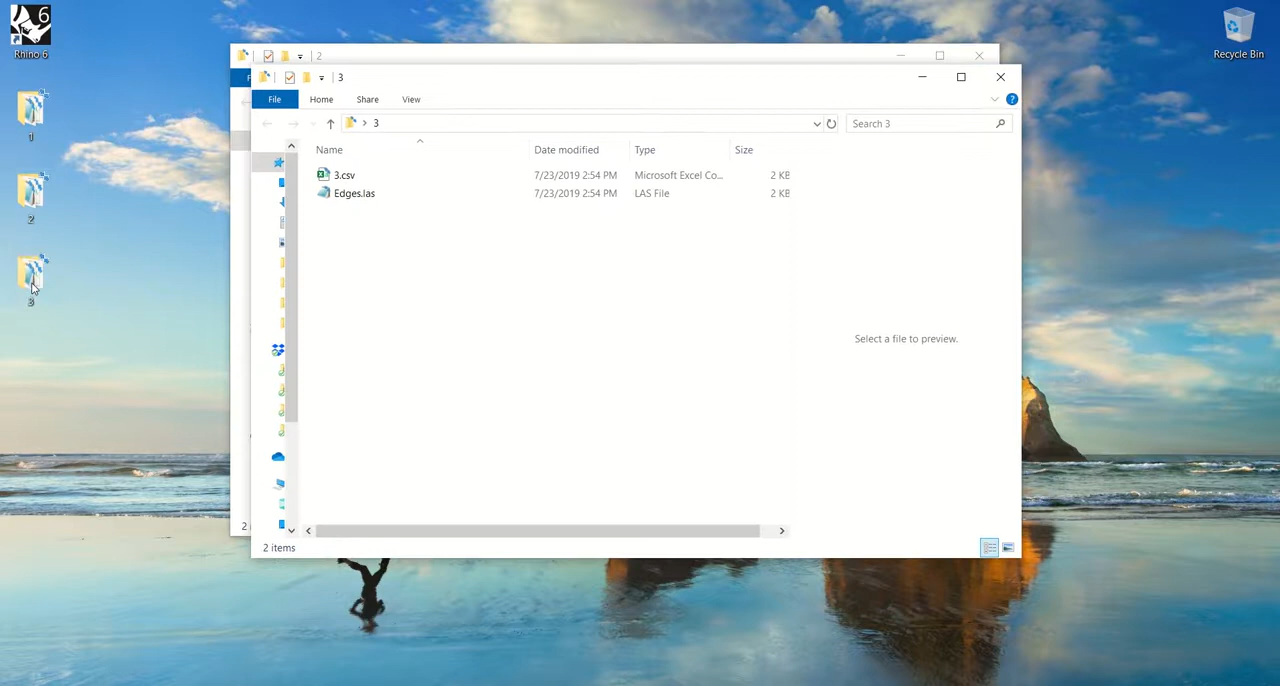 6
Rhino 6
1
2
3
Recycle Bin
2
F
2
3
File Home Share View
?
3
Search 3
Name Date modified Type Size
3.csv 7/23/2019 2:54 PM Microsoft Excel Co... 2 KB
Edges.las 7/23/2019 2:54 PM LAS File 2 KB
Select a file to preview.
2 items